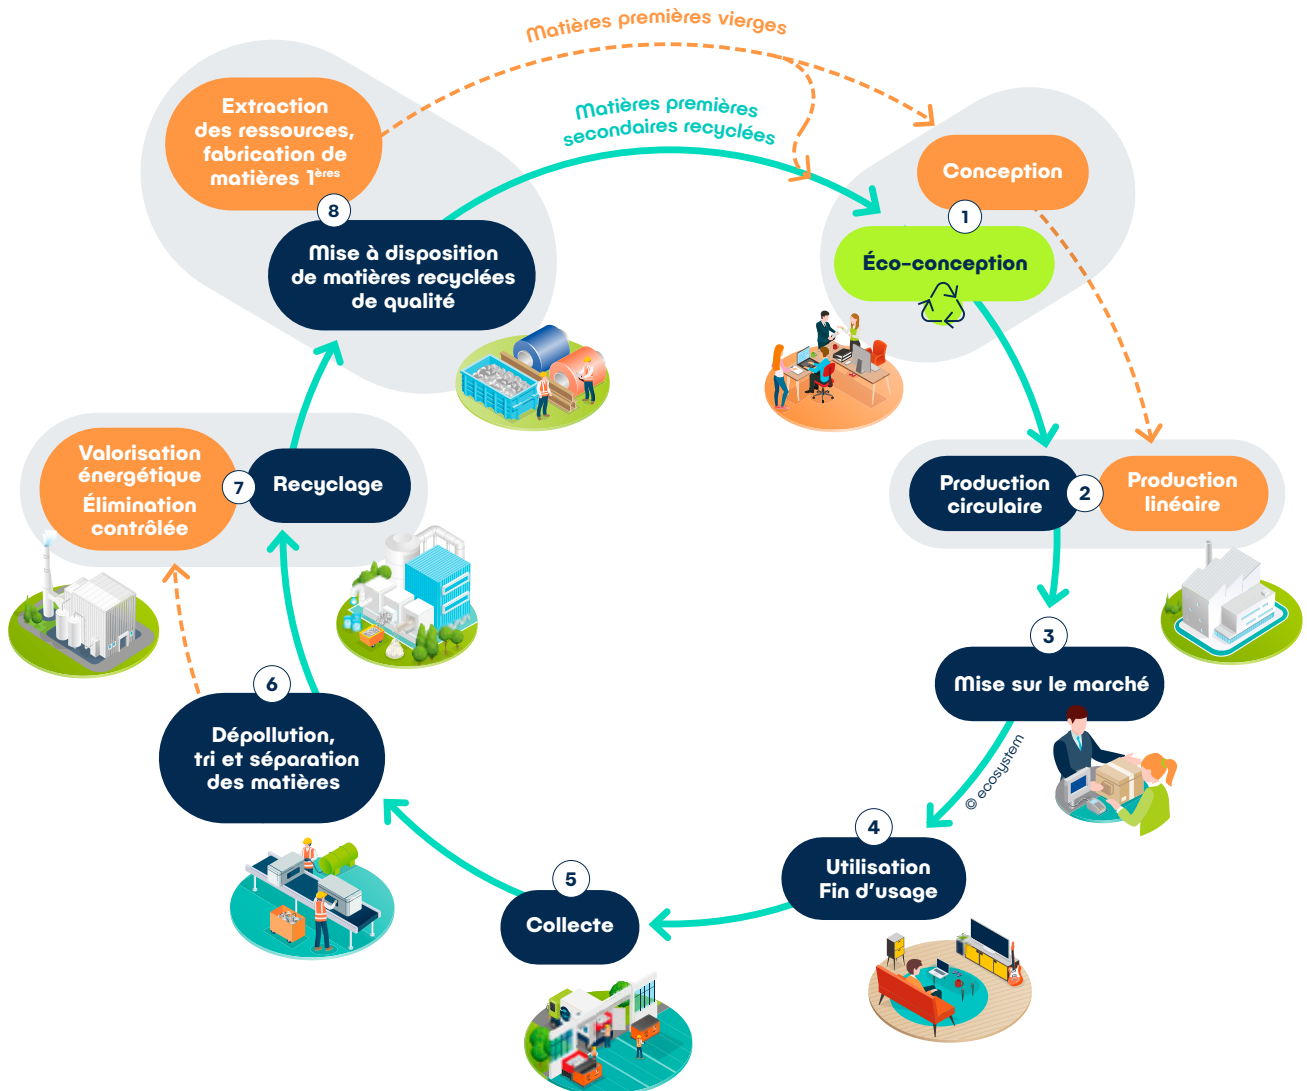 Matières premières vierges
Matières premières
secondaires recyclées
Extraction
des ressources,
fabrication de
matières 1ères
8
Mise à disposition
de matières recyclées
de qualité
Conception
1
Éco-conception
Production
circulaire
2
Production
linéaire
3
Mise sur le marché
© ecosystem
4
Utilisation
Fin d’usage
5
Collecte
6
Dépollution,
tri et séparation
des matières
7
Recyclage
Valorisation
énergétique
Élimination
contrôlée